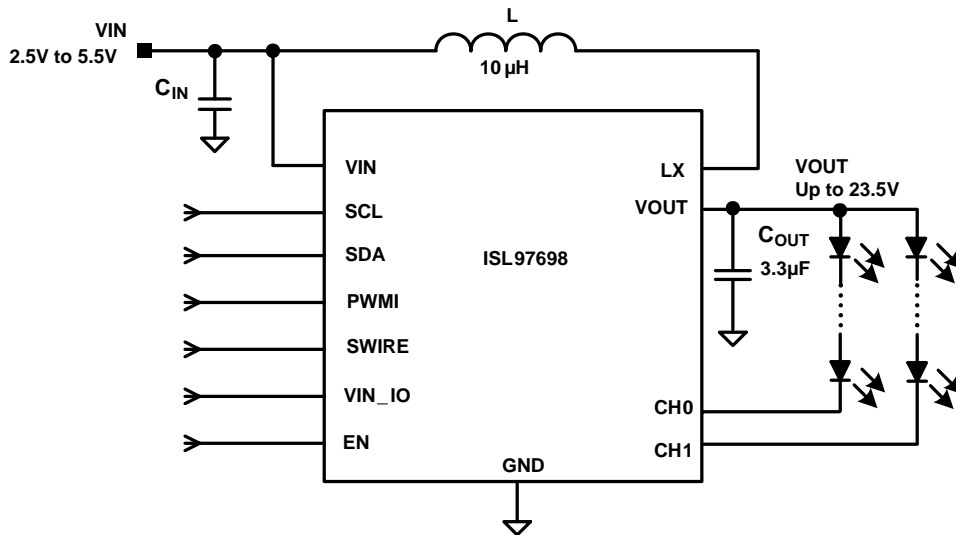 VIN
2.5V to 5.5V
L
10 µH
CIN
VIN
LX
VOUT
Up to 23.5V
SCL
VOUT
SDA
ISL97698
COUT
3.3µF
PWMI
SWIRE
VIN_IO
CH0
EN
CH1
GND